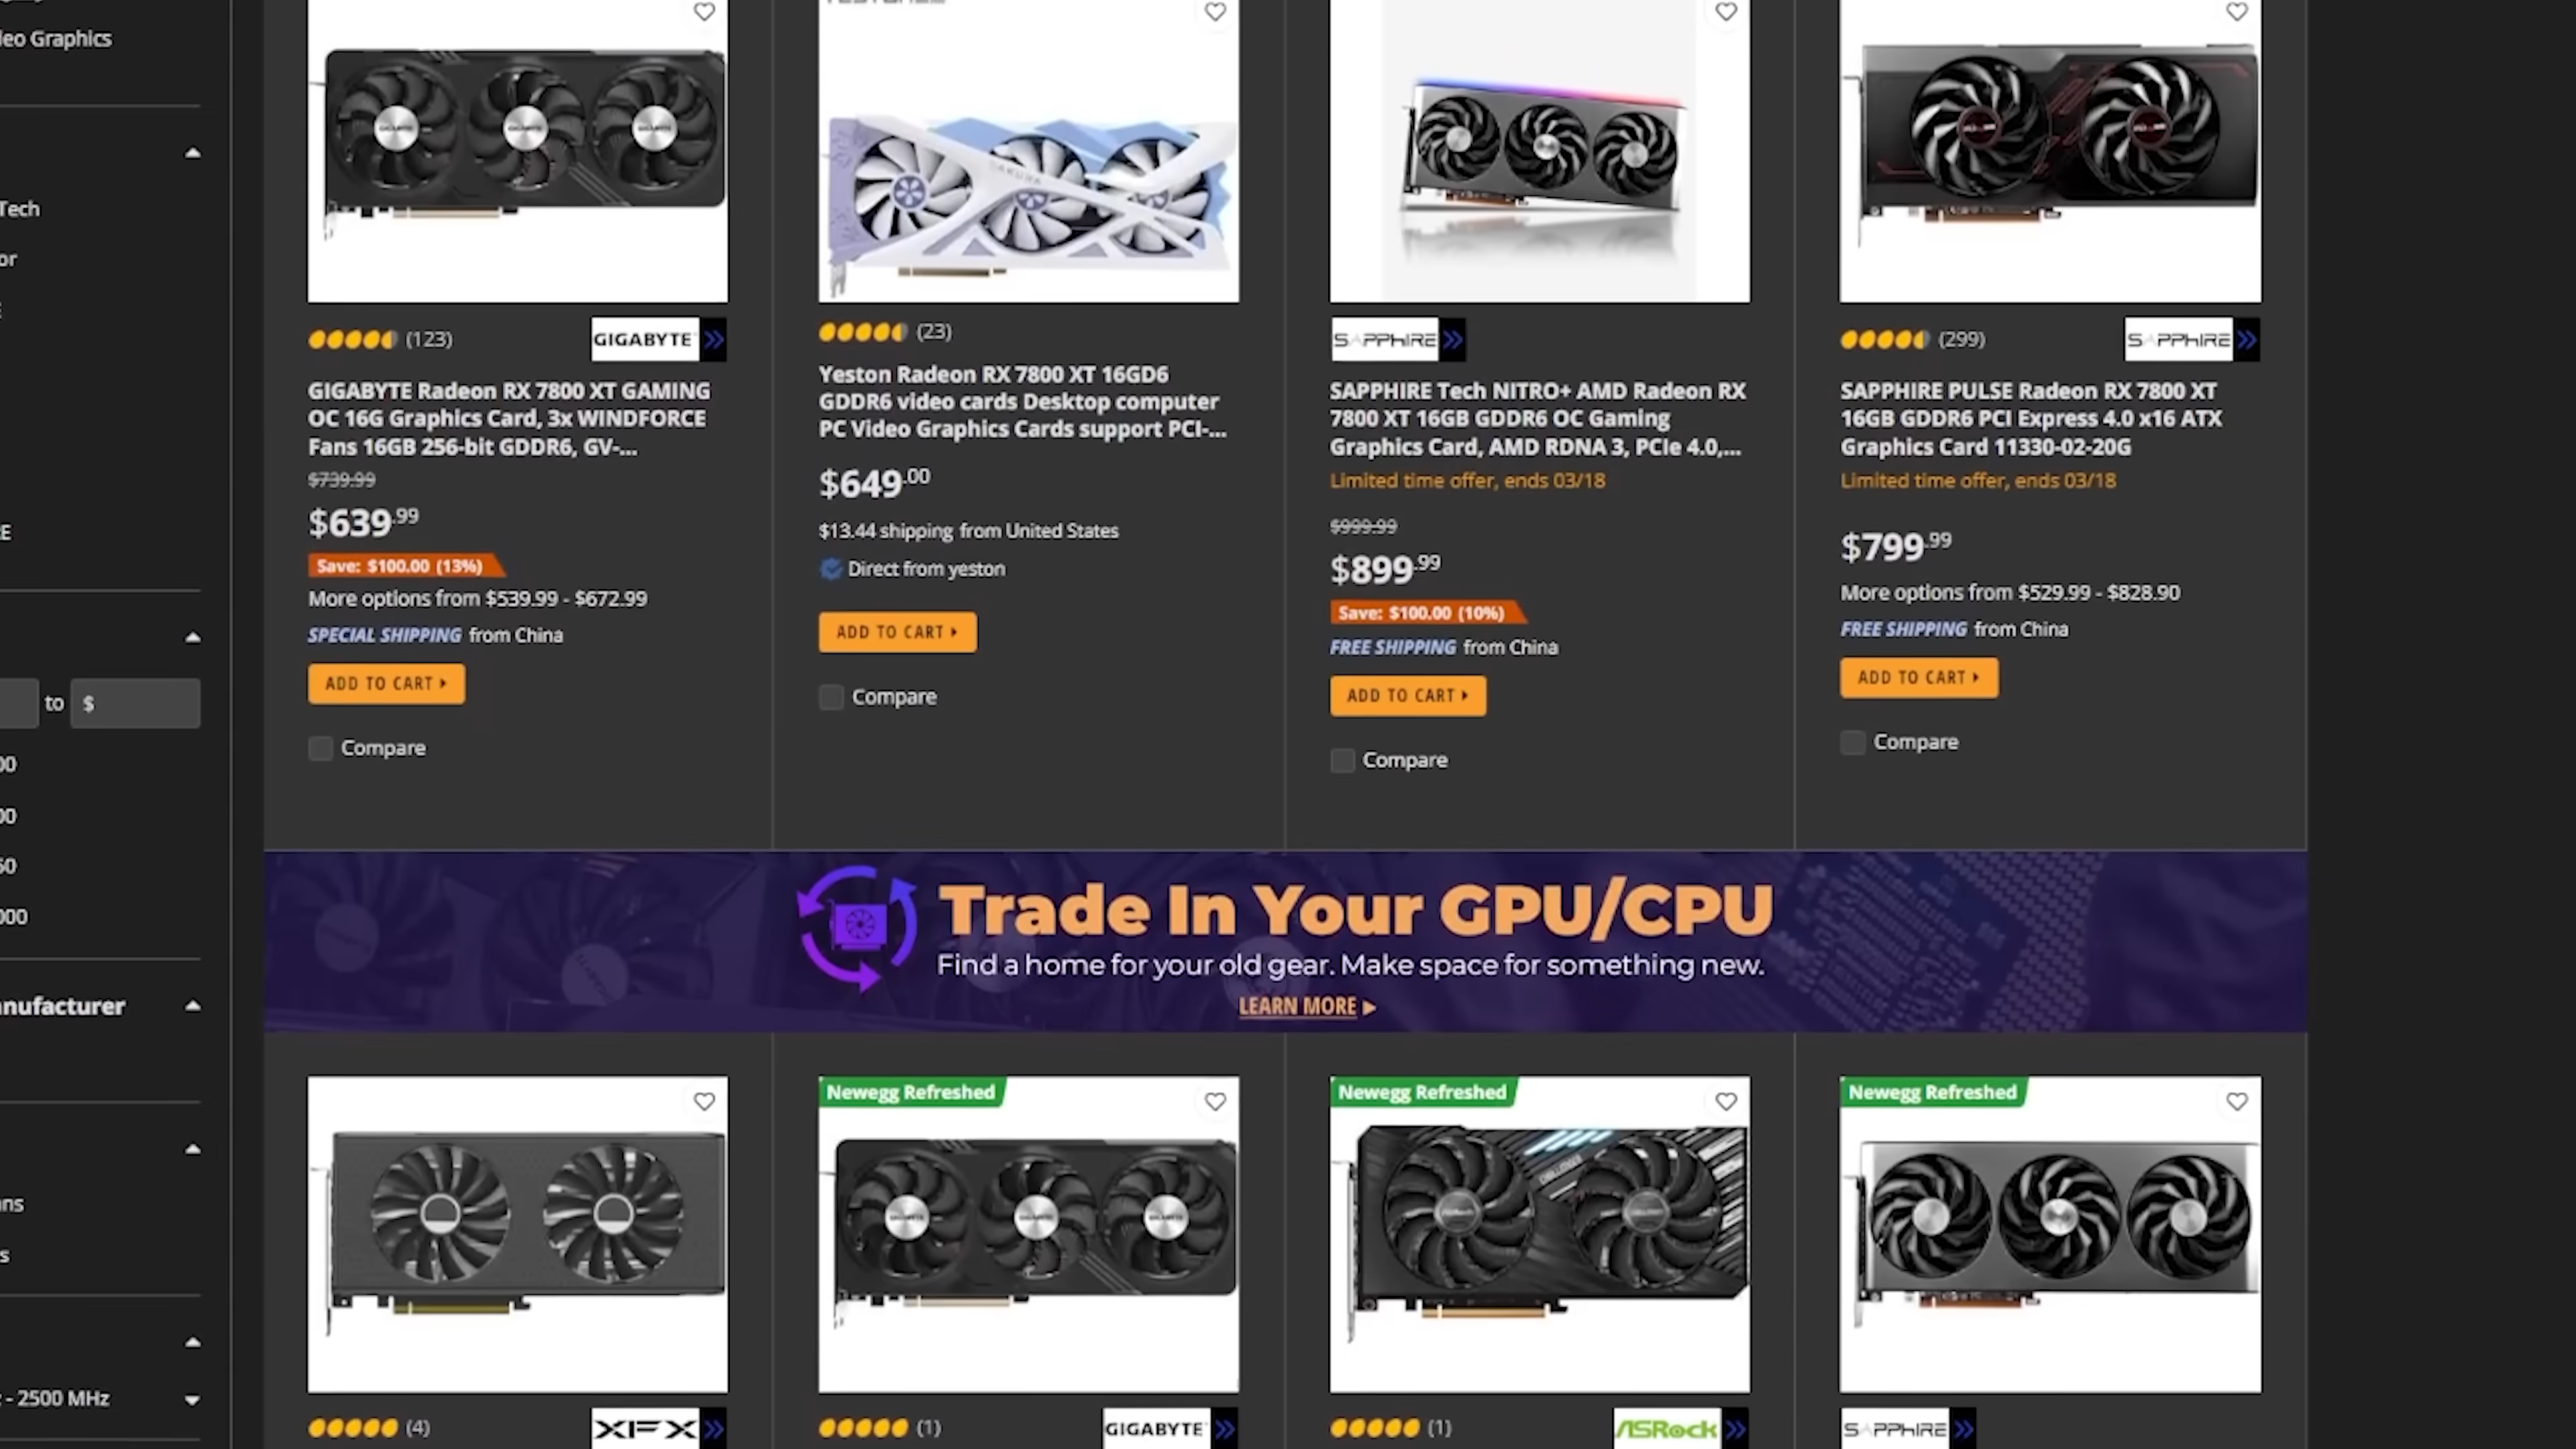 eo Graphics
Tech
or
E
to $
00
00
50
000
nufacturer
ns
s
- 2500 MHz
(123)
GIGABYTE
GIGABYTE Radeon RX 7800 XT GAMING
OC 16G Graphics Card, 3x WINDFORCE
Fans 16GB 256-bit GDDR6, GV-...
$739.99
$639.99
Save: $100.00 (13%)
More options from $539.99 - $672.99
SPECIAL SHIPPING from China
ADD TO CART
Compare
SAKURA
(23)
Yeston Radeon RX 7800 XT 16GD6
GDDR6 video cards Desktop computer
PC Video Graphics Cards support PCI-...
$649.00
$13.44 shipping from United States
Direct from yeston
ADD TO CART
Compare
SAPPHIRE
SAPPHIRE Tech NITRO+ AMD Radeon RX
7800 XT 16GB GDDR6 OC Gaming
Graphics Card, AMD RDNA 3, PCIe 4.0,...
Limited time offer, ends 03/18
$999.99
$899.99
Save: $100.00 (10%)
FREE SHIPPING from China
ADD TO CART
Compare
(299)
SAPPHIRE
SAPPHIRE PULSE Radeon RX 7800 XT
16GB GDDR6 PCI Express 4.0 x16 ATX
Graphics Card 11330-02-20G
Limited time offer, ends 03/18
$799.99
More options from $529.99 - $828.90
FREE SHIPPING from China
ADD TO CART
Compare
Trade In Your GPU/CPU
Find a home for your old gear. Make space for something new.
LEARN MORE
(4)
XFX
Newegg Refreshed
(1)
GIGABYTE
Newegg Refreshed
(1)
ASRock
Newegg Refreshed
SAPPHIRE